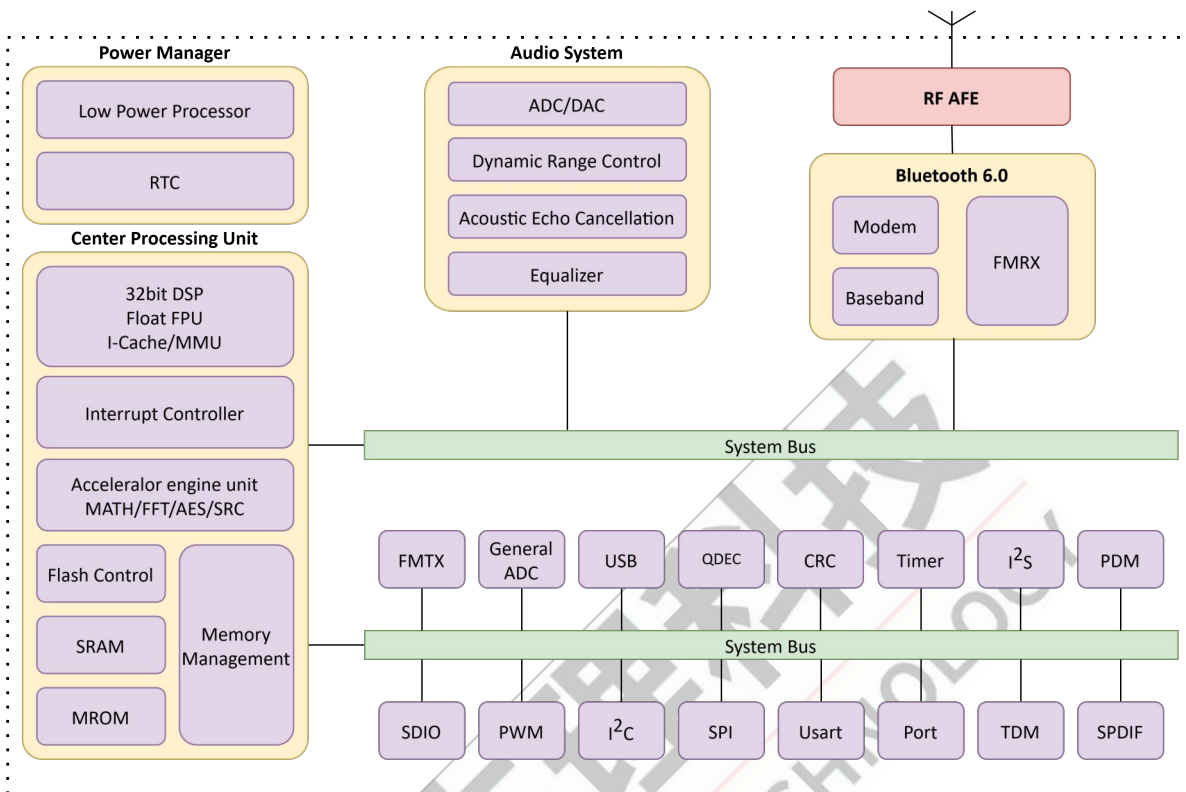 Power Manager
Low Power Processor
RTC
Center Processing Unit
32bit DSP
Float FPU
I-Cache/MMU
Interrupt Controller
Acceleralor engine unit
MATH/FFT/AES/SRC
Flash Control
SRAM
MROM
Memory
Management
Audio System
ADC/DAC
Dynamic Range Control
Acoustic Echo Cancellation
Equalizer
RF AFE
Bluetooth 6.0
Modem
Baseband
FMRX
System Bus
FMTX
General
ADC
USB
QDEC
CRC
Timer
I²S
PDM
System Bus
SDIO
PWM
I²C
SPI
Usart
Port
TDM
SPDIF
理科技